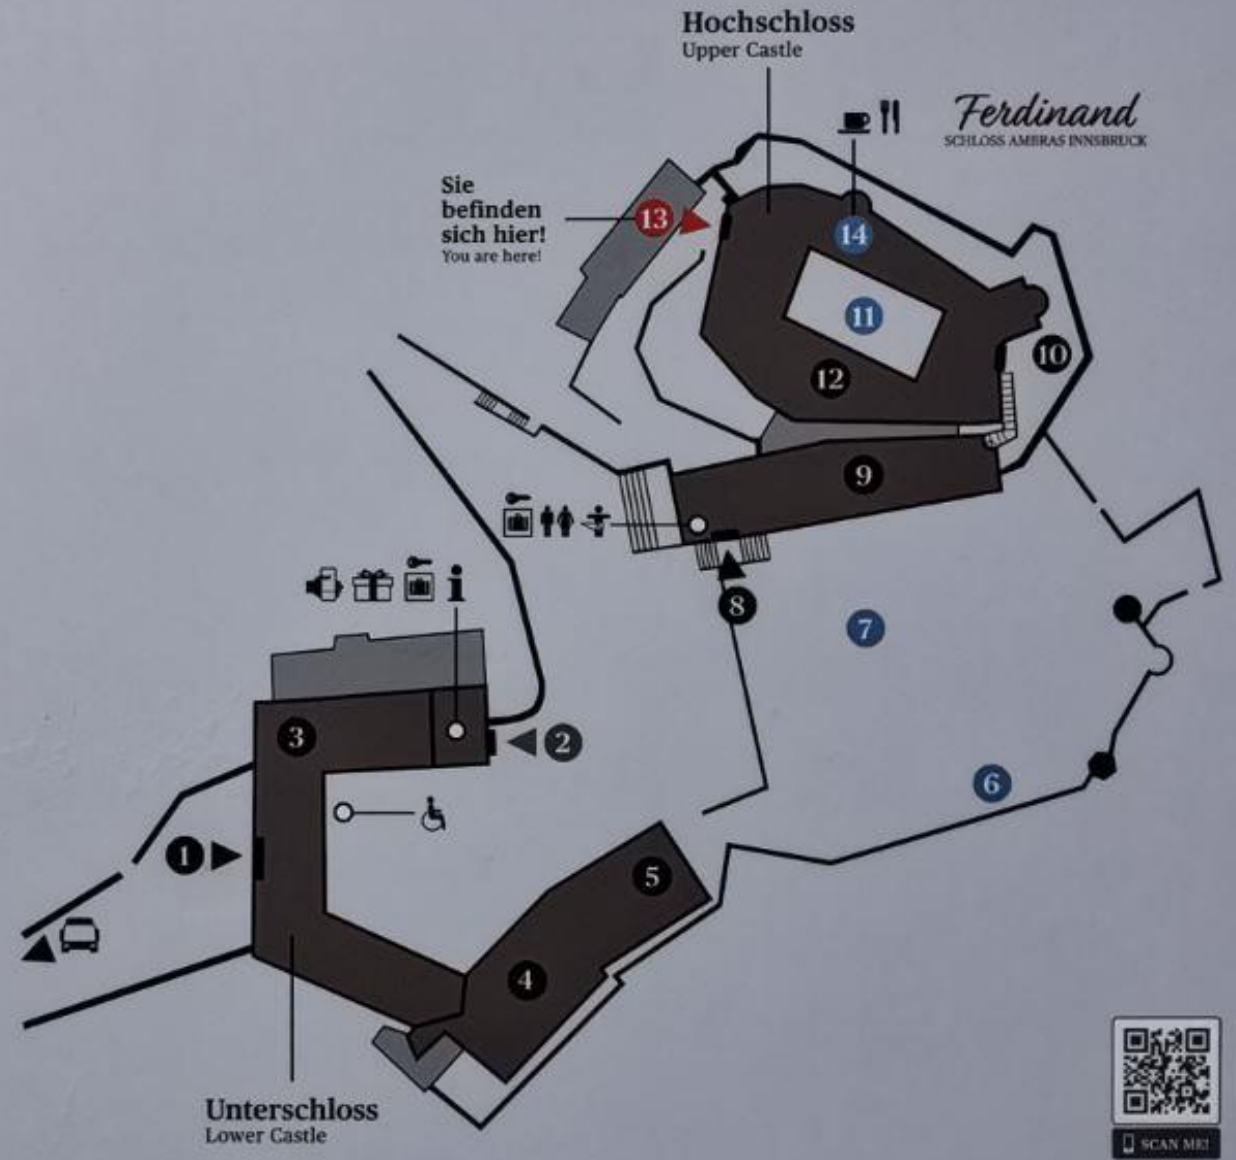 Hochschloss
Upper Castle
Ferdinand
SCHLOSS AMBRAS INNSBRUCK
Sie
befinden
sich hier!
You are here!
13
14
11
10
12
9
8
7
3
2
6
1
5
4
Unterschloss
Lower Castle
SCAN ME!